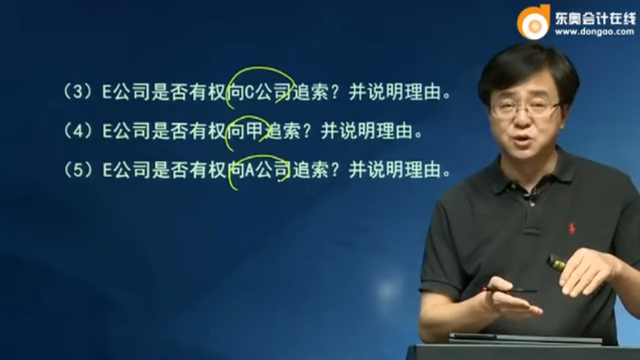 东奥会计在线
www.dongao.com
（3）E公司是否有权向C公司追索？并说明理由。
（4）E公司是否有权向甲追索？并说明理由。
（5）E公司是否有权向A公司追索？并说明理由。